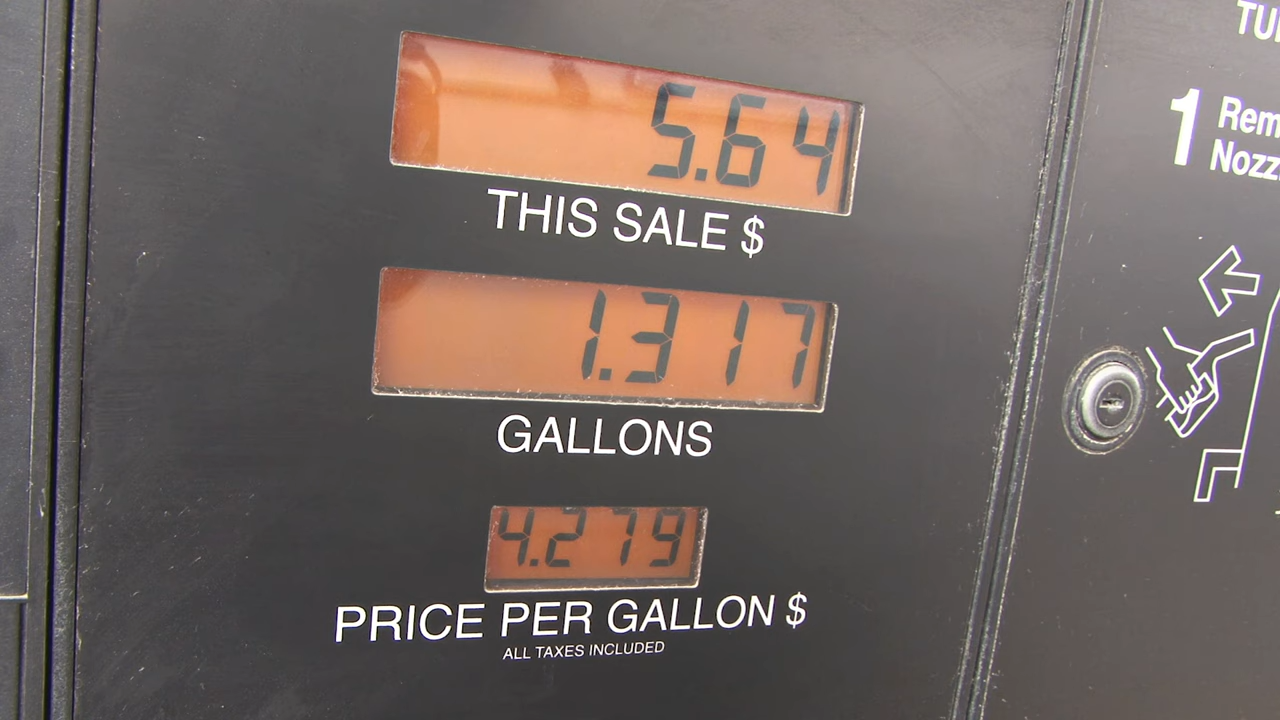 5.64
THIS SALE $
1.317
GALLONS
4.279
PRICE PER GALLON $
ALL TAXES INCLUDED
1